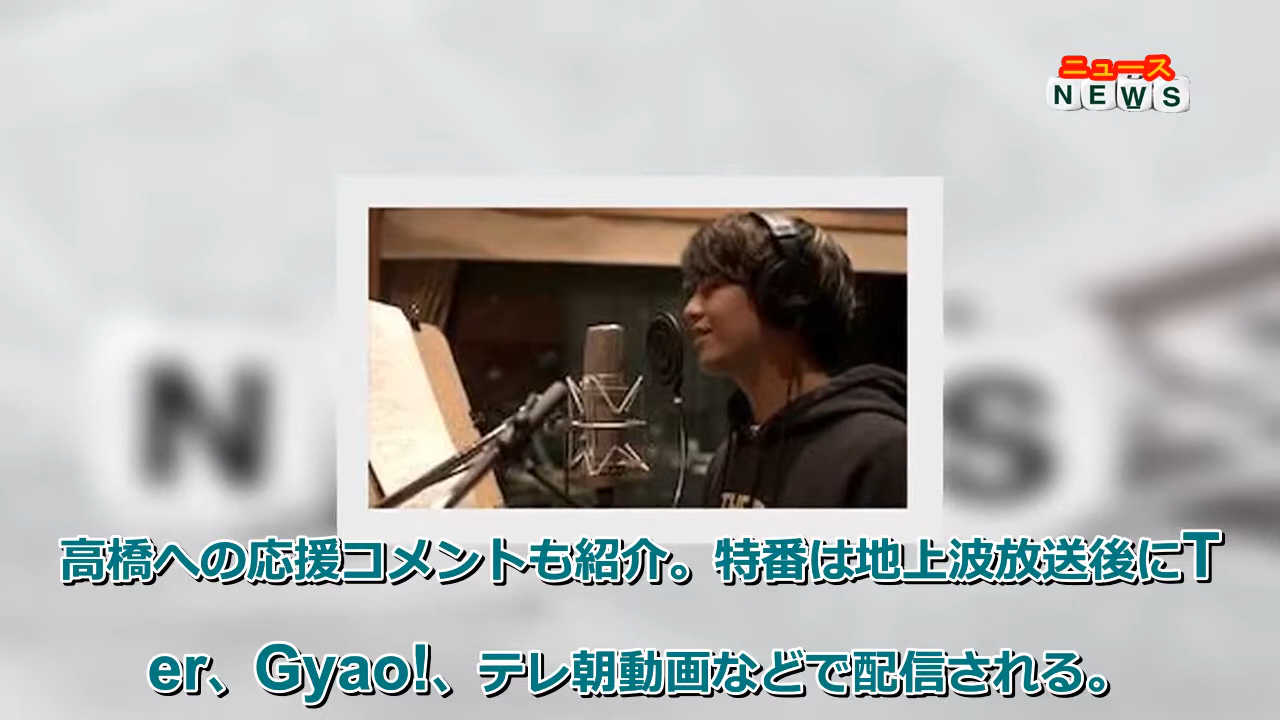 ニュース
NEWS
N
S
高橋への応援コメントも紹介。特番は地上波放送後にT
er、Gyao!、テレ朝動画などで配信される。